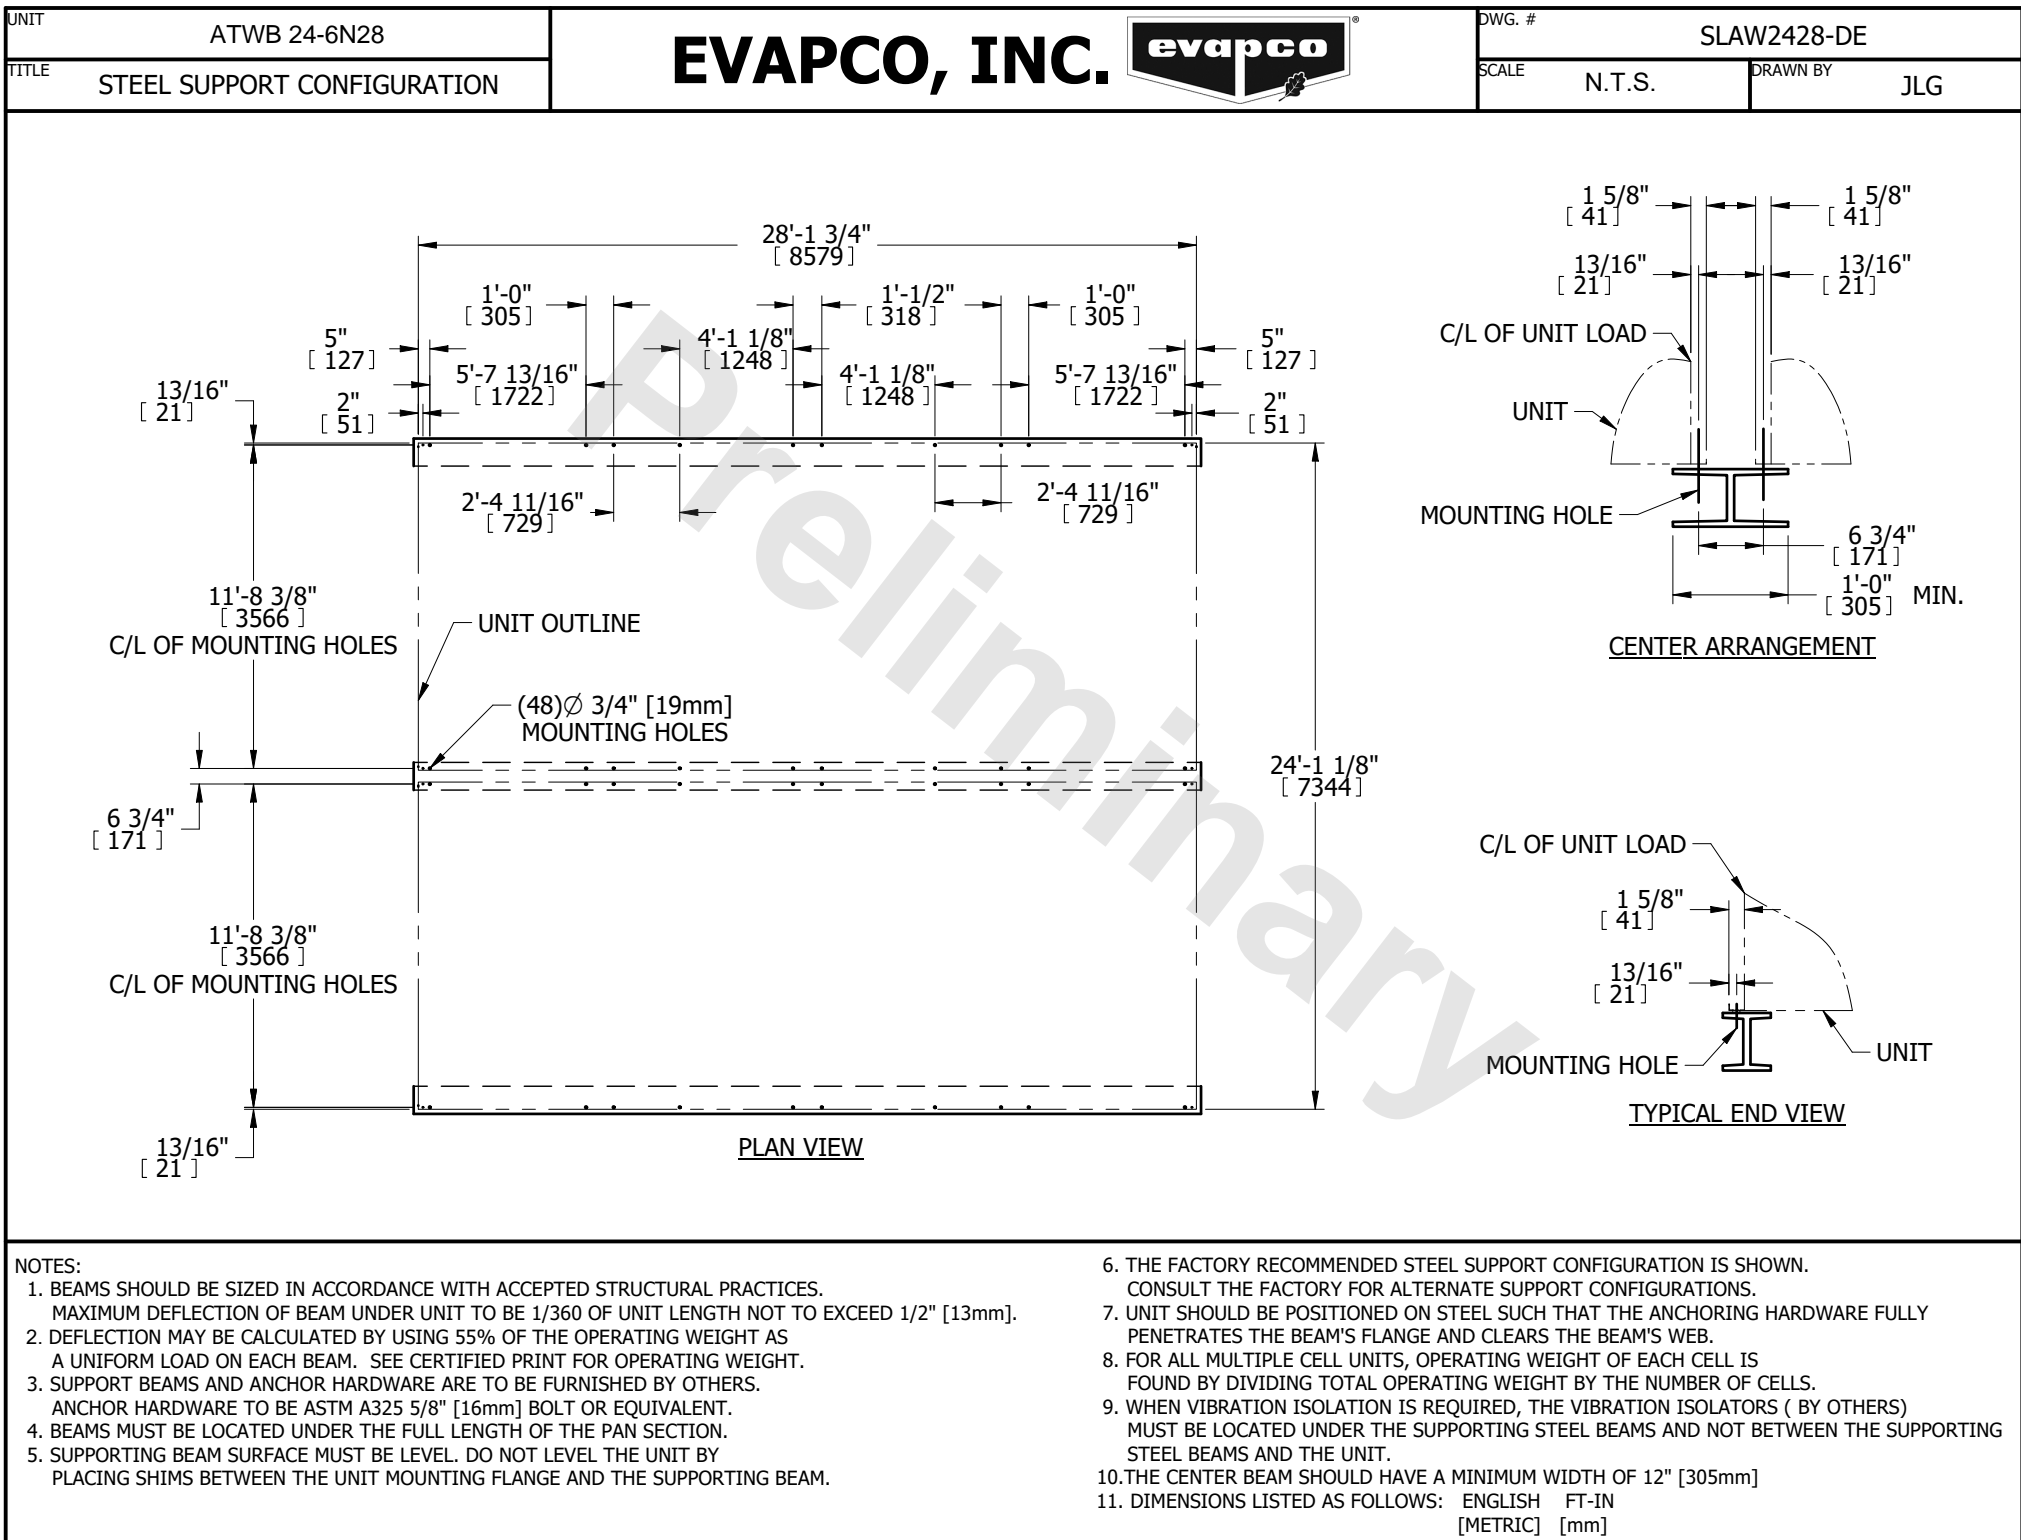 UNIT
ATWB 24-6N28
TITLE
STEEL SUPPORT CONFIGURATION
EVAPCO, INC.
evapco
®
DWG. #
SLAW2428-DE
SCALE
N.T.S.
DRAWN BY
JLG
28'-1 3/4"
[ 8579 ]
1'-0"
[ 305 ]
1'-1/2"
[ 318 ]
1'-0"
[ 305 ]
5"
[ 127 ]
4'-1 1/8"
[ 1248 ]
5"
[ 127 ]
5'-7 13/16"
[ 1722 ]
4'-1 1/8"
[ 1248 ]
5'-7 13/16"
[ 1722 ]
13/16"
[ 21 ]
2"
[ 51 ]
2"
[ 51 ]
2'-4 11/16"
[ 729 ]
2'-4 11/16"
[ 729 ]
11'-8 3/8"
[ 3566 ]
C/L OF MOUNTING HOLES
UNIT OUTLINE
(48)Ø 3/4" [19mm]
MOUNTING HOLES
6 3/4"
[ 171 ]
24'-1 1/8"
[ 7344 ]
11'-8 3/8"
[ 3566 ]
C/L OF MOUNTING HOLES
13/16"
[ 21 ]
PLAN VIEW
Preliminary
1 5/8"
[ 41 ]
1 5/8"
[ 41 ]
13/16"
[ 21 ]
13/16"
[ 21 ]
C/L OF UNIT LOAD
UNIT
MOUNTING HOLE
6 3/4"
[ 171 ]
1'-0"
[ 305 ] MIN.
CENTER ARRANGEMENT
C/L OF UNIT LOAD
1 5/8"
[ 41 ]
13/16"
[ 21 ]
MOUNTING HOLE
UNIT
TYPICAL END VIEW
NOTES:
1. BEAMS SHOULD BE SIZED IN ACCORDANCE WITH ACCEPTED STRUCTURAL PRACTICES.
MAXIMUM DEFLECTION OF BEAM UNDER UNIT TO BE 1/360 OF UNIT LENGTH NOT TO EXCEED 1/2" [13mm].
2. DEFLECTION MAY BE CALCULATED BY USING 55% OF THE OPERATING WEIGHT AS
A UNIFORM LOAD ON EACH BEAM. SEE CERTIFIED PRINT FOR OPERATING WEIGHT.
3. SUPPORT BEAMS AND ANCHOR HARDWARE ARE TO BE FURNISHED BY OTHERS.
ANCHOR HARDWARE TO BE ASTM A325 5/8" [16mm] BOLT OR EQUIVALENT.
4. BEAMS MUST BE LOCATED UNDER THE FULL LENGTH OF THE PAN SECTION.
5. SUPPORTING BEAM SURFACE MUST BE LEVEL. DO NOT LEVEL THE UNIT BY
PLACING SHIMS BETWEEN THE UNIT MOUNTING FLANGE AND THE SUPPORTING BEAM.
6. THE FACTORY RECOMMENDED STEEL SUPPORT CONFIGURATION IS SHOWN.
CONSULT THE FACTORY FOR ALTERNATE SUPPORT CONFIGURATIONS.
7. UNIT SHOULD BE POSITIONED ON STEEL SUCH THAT THE ANCHORING HARDWARE FULLY
PENETRATES THE BEAM'S FLANGE AND CLEARS THE BEAM'S WEB.
8. FOR ALL MULTIPLE CELL UNITS, OPERATING WEIGHT OF EACH CELL IS
FOUND BY DIVIDING TOTAL OPERATING WEIGHT BY THE NUMBER OF CELLS.
9. WHEN VIBRATION ISOLATION IS REQUIRED, THE VIBRATION ISOLATORS ( BY OTHERS)
MUST BE LOCATED UNDER THE SUPPORTING STEEL BEAMS AND NOT BETWEEN THE SUPPORTING
STEEL BEAMS AND THE UNIT.
10.THE CENTER BEAM SHOULD HAVE A MINIMUM WIDTH OF 12" [305mm]
11. DIMENSIONS LISTED AS FOLLOWS: ENGLISH FT-IN
[METRIC] [mm]